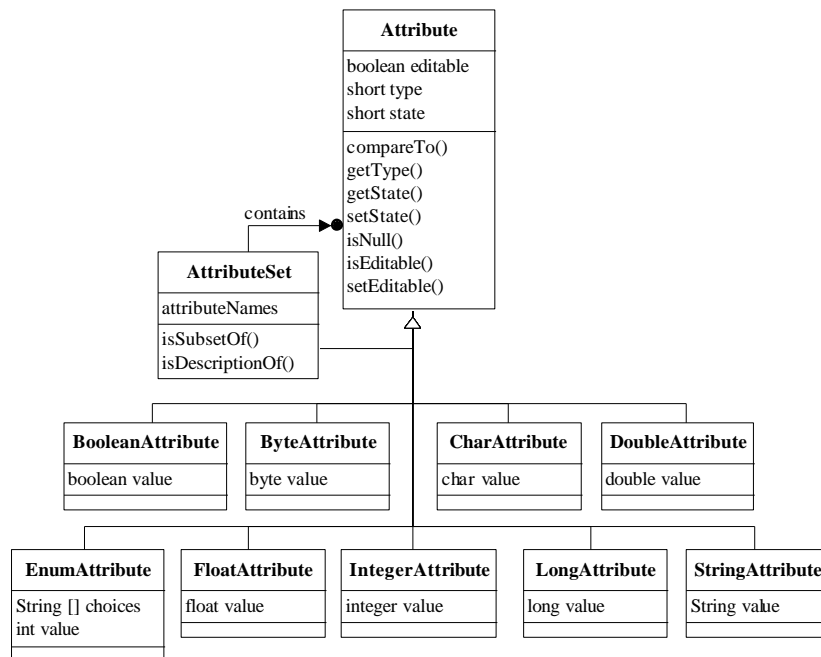 Attribute
boolean editable
short type
short state
compareTo()
getType()
getState()
setState()
isNull()
isEditable()
setEditable()
contains
AttributeSet
attributeNames
isSubsetOf()
isDescriptionOf()
BooleanAttribute
boolean value
ByteAttribute
byte value
CharAttribute
char value
DoubleAttribute
double value
EnumAttribute
String [] choices
int value
FloatAttribute
float value
IntegerAttribute
integer value
LongAttribute
long value
StringAttribute
String value